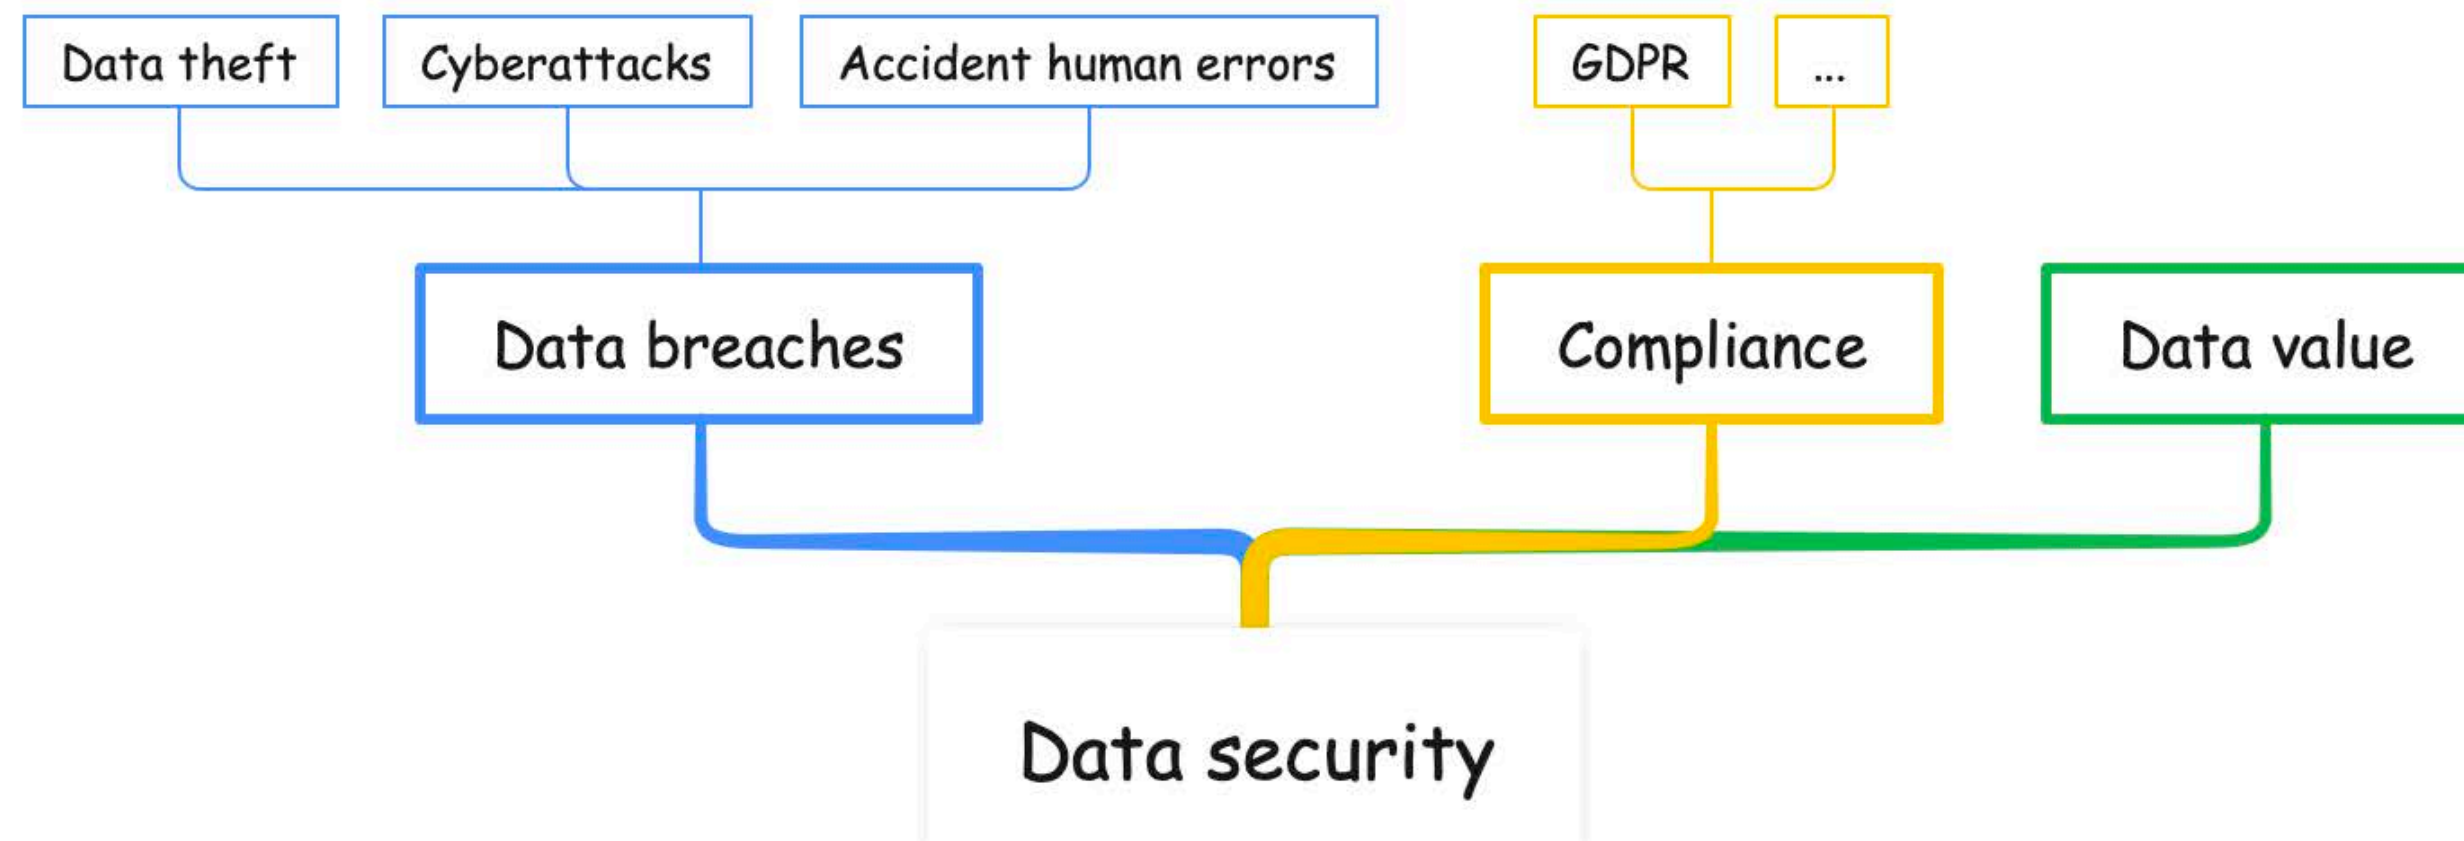 Data theft
Cyberattacks
Accident human errors
GDPR
...
Data breaches
Compliance
Data value
Data security